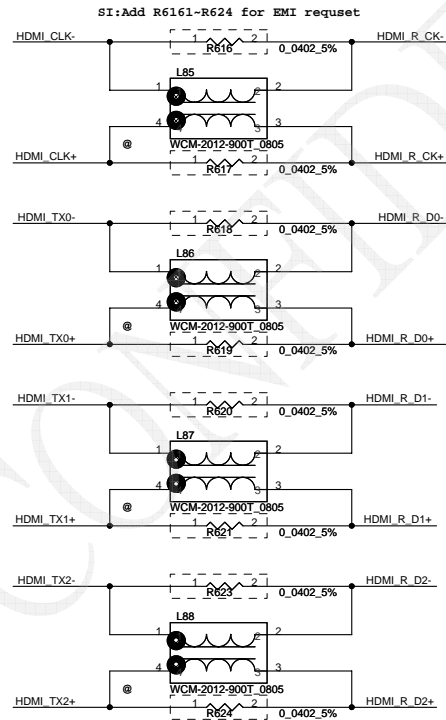 SI:Add R6161~R624 for EMI requset
HDMI_CLK- 1 2 HDMI_R_CK-
R616 0_0402_5%
L85
1 2 2
4 3 3
@ WCM-2012-900T_0805
HDMI_CLK+ 1 2 HDMI_R_CK+
R617 0_0402_5%
HDMI_TX0- 1 2 HDMI_R_D0-
R618 0_0402_5%
L86
1 2 2
4 3 3
@ WCM-2012-900T_0805
HDMI_TX0+ 1 2 HDMI_R_D0+
R619 0_0402_5%
HDMI_TX1- 1 2 HDMI_R_D1-
R620 0_0402_5%
L87
1 2 2
4 3 3
@ WCM-2012-900T_0805
HDMI_TX1+ 1 2 HDMI_R_D1+
R621 0_0402_5%
HDMI_TX2- 1 2 HDMI_R_D2-
R623 0_0402_5%
L88
1 2 2
4 3 3
@ WCM-2012-900T_0805
HDMI_TX2+ 1 2 HDMI_R_D2+
R624 0_0402_5%